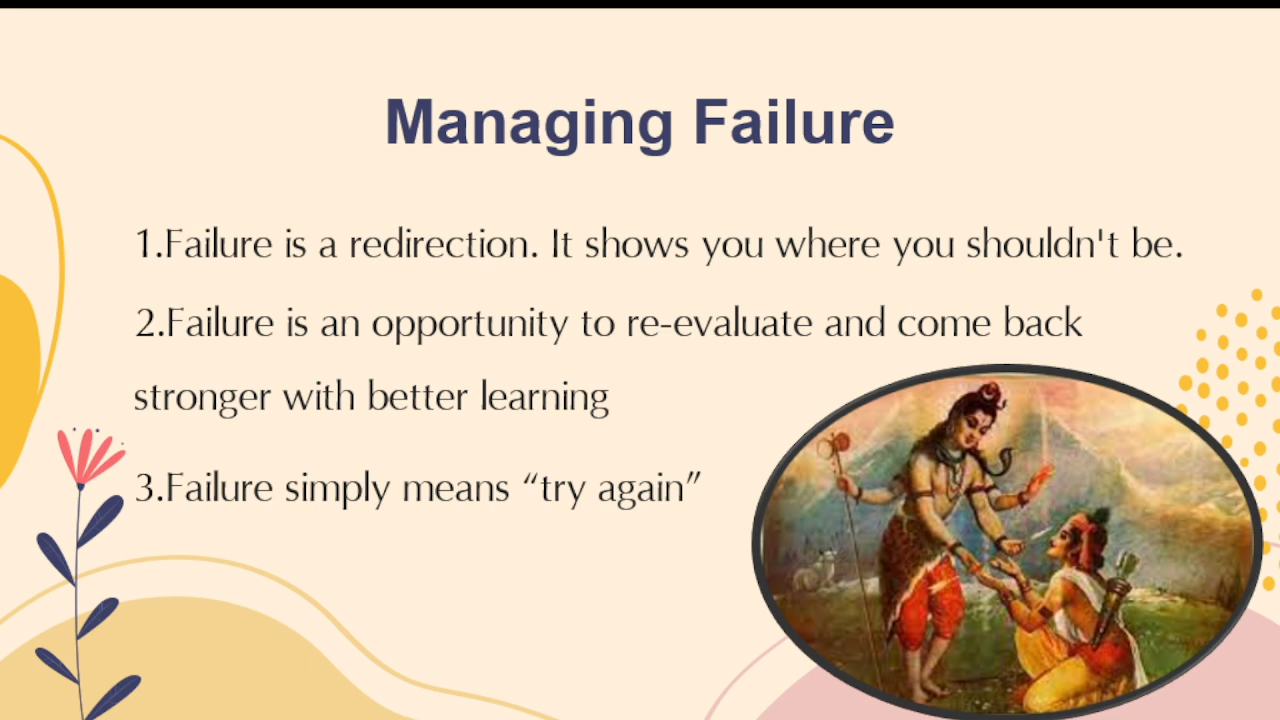 Managing Failure
1.Failure is a redirection. It shows you where you shouldn't be.
2.Failure is an opportunity to re-evaluate and come back
stronger with better learning
3.Failure simply means “try again”